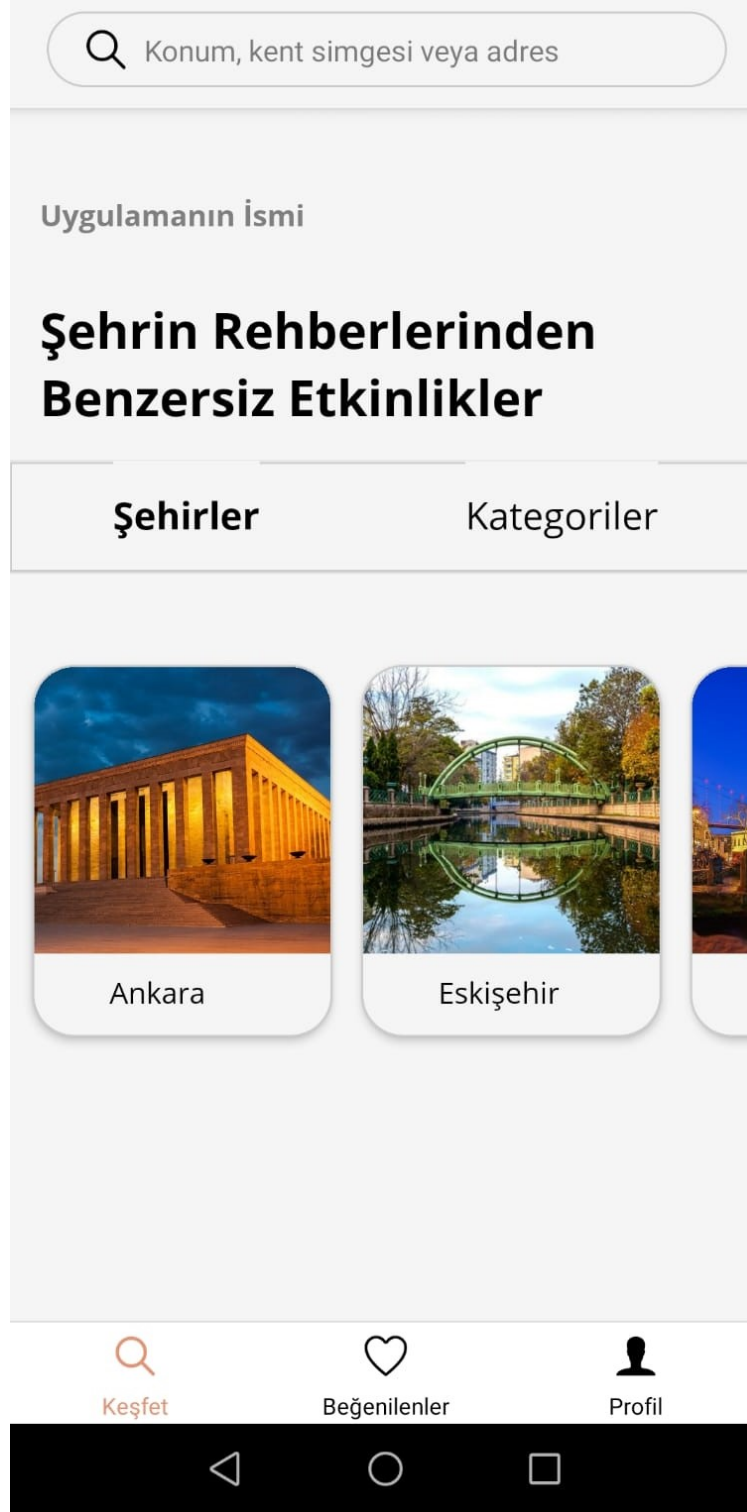 Konum, kent simgesi veya adres
Uygulamanın İsmi
Şehrin Rehberlerinden
Benzersiz Etkinlikler
Şehirler Kategoriler
Ankara Eskişehir
Keşfet Beğenilenler Profil